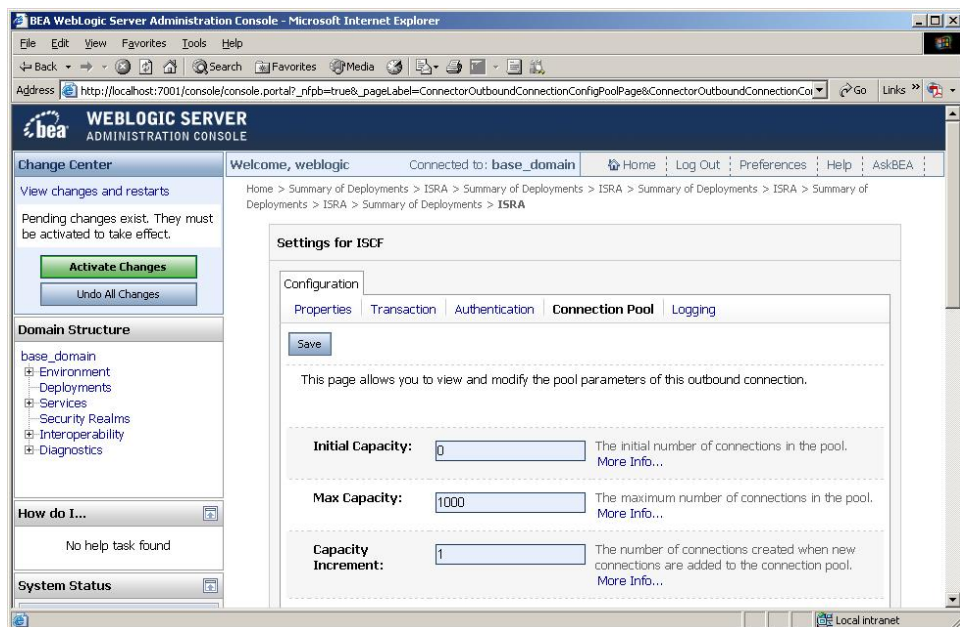 BEA WebLogic Server Administration Console - Microsoft Internet Explorer
File Edit View Favorites Tools Help
Back Search Favorites Media
Address http://localhost:7001/console/console.portal?_nfpb=true&_pageLabel=ConnectorOutboundConnectionConfigPoolPage&ConnectorOutboundConnectionCo Go Links »
bea WEBLOGIC SERVER
ADMINISTRATION CONSOLE
Change Center
View changes and restarts
Pending changes exist. They must
be activated to take effect.
Activate Changes
Undo All Changes
Domain Structure
base_domain
Environment
Deployments
Services
Security Realms
Interoperability
Diagnostics
How do I...
No help task found
System Status
Welcome, weblogic Connected to: base_domain Home Log Out Preferences Help AskBEA
Home > Summary of Deployments > ISRA > Summary of Deployments > ISRA > Summary of Deployments > ISRA > Summary of
Deployments > ISRA > Summary of Deployments > ISRA
Settings for ISCF
Configuration
Properties Transaction Authentication Connection Pool Logging
Save
This page allows you to view and modify the pool parameters of this outbound connection.
Initial Capacity: 0 The initial number of connections in the pool.
More Info...
Max Capacity: 1000 The maximum number of connections in the pool.
More Info...
Capacity
Increment: 1 The number of connections created when new
connections are added to the connection pool.
More Info...
Local intranet